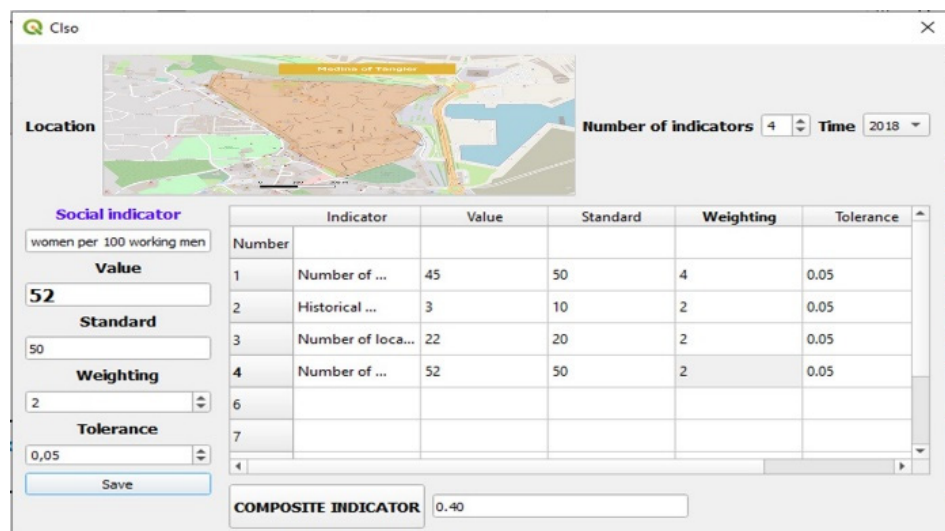 CIso
Medina of Tangier
Location
Number of indicators 4 Time 2018
Social indicator
women per 100 working men
Value
52
Standard
50
Weighting
2
Tolerance
0,05
Save
Indicator Value Standard Weighting Tolerance
Number
1 Number of ... 45 50 4 0.05
2 Historical ... 3 10 2 0.05
3 Number of loca... 22 20 2 0.05
4 Number of ... 52 50 2 0.05
6
7
COMPOSITE INDICATOR 0.40